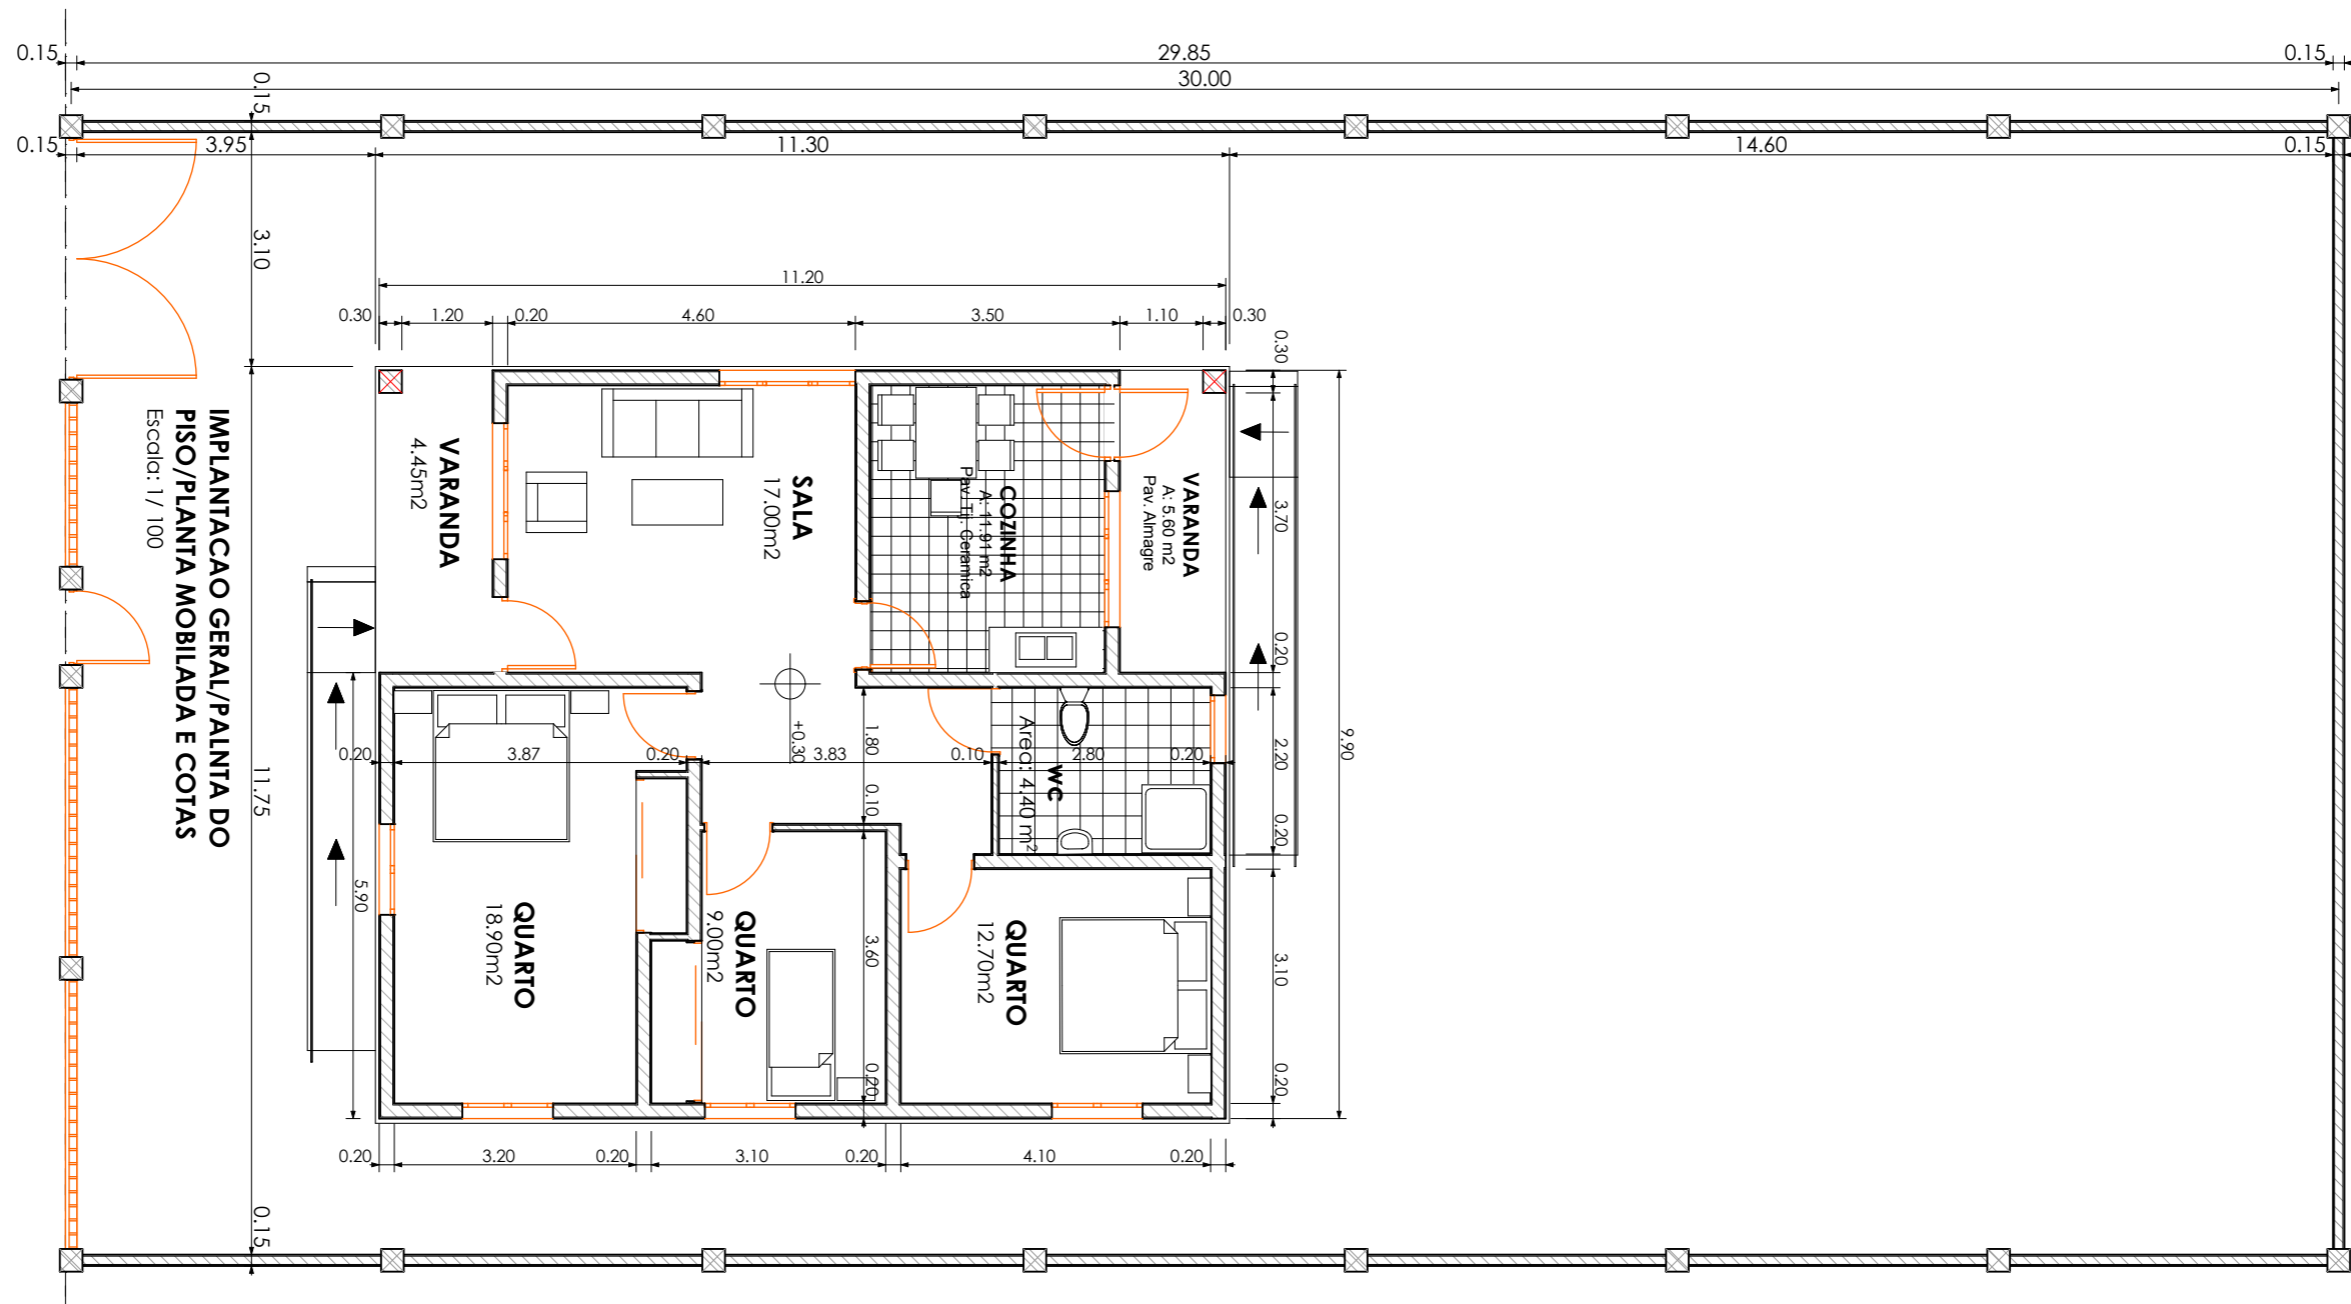 0.15
29.85
0.15
30.00
0.15
0.15
3.95
11.30
14.60
0.15
3.10
11.20
0.30
1.20
0.20
4.60
3.50
1.10
0.30
0.30
IMPLANTACAO GERAL/PALNTA DO
PISO/PLANTA MOBILADA E COTAS
Escala: 1/ 100
VARANDA
4.45m2
SALA
17.00m2
COZINHA
A: 11.91 m2
Pav. Tij. Ceramica
VARANDA
A: 5.60 m2
Pav. Almagre
3.70
0.20
+0.30
0.20
3.87
0.20
3.83
1.80
0.10
0.10
2.80
0.20
WC
Area: 4.40 m²
2.20
0.20
9.90
11.75
5.90
QUARTO
18.90m2
QUARTO
9.00m2
3.60
0.20
QUARTO
12.70m2
3.10
0.20
0.20
3.20
0.20
3.10
0.20
4.10
0.20
0.15